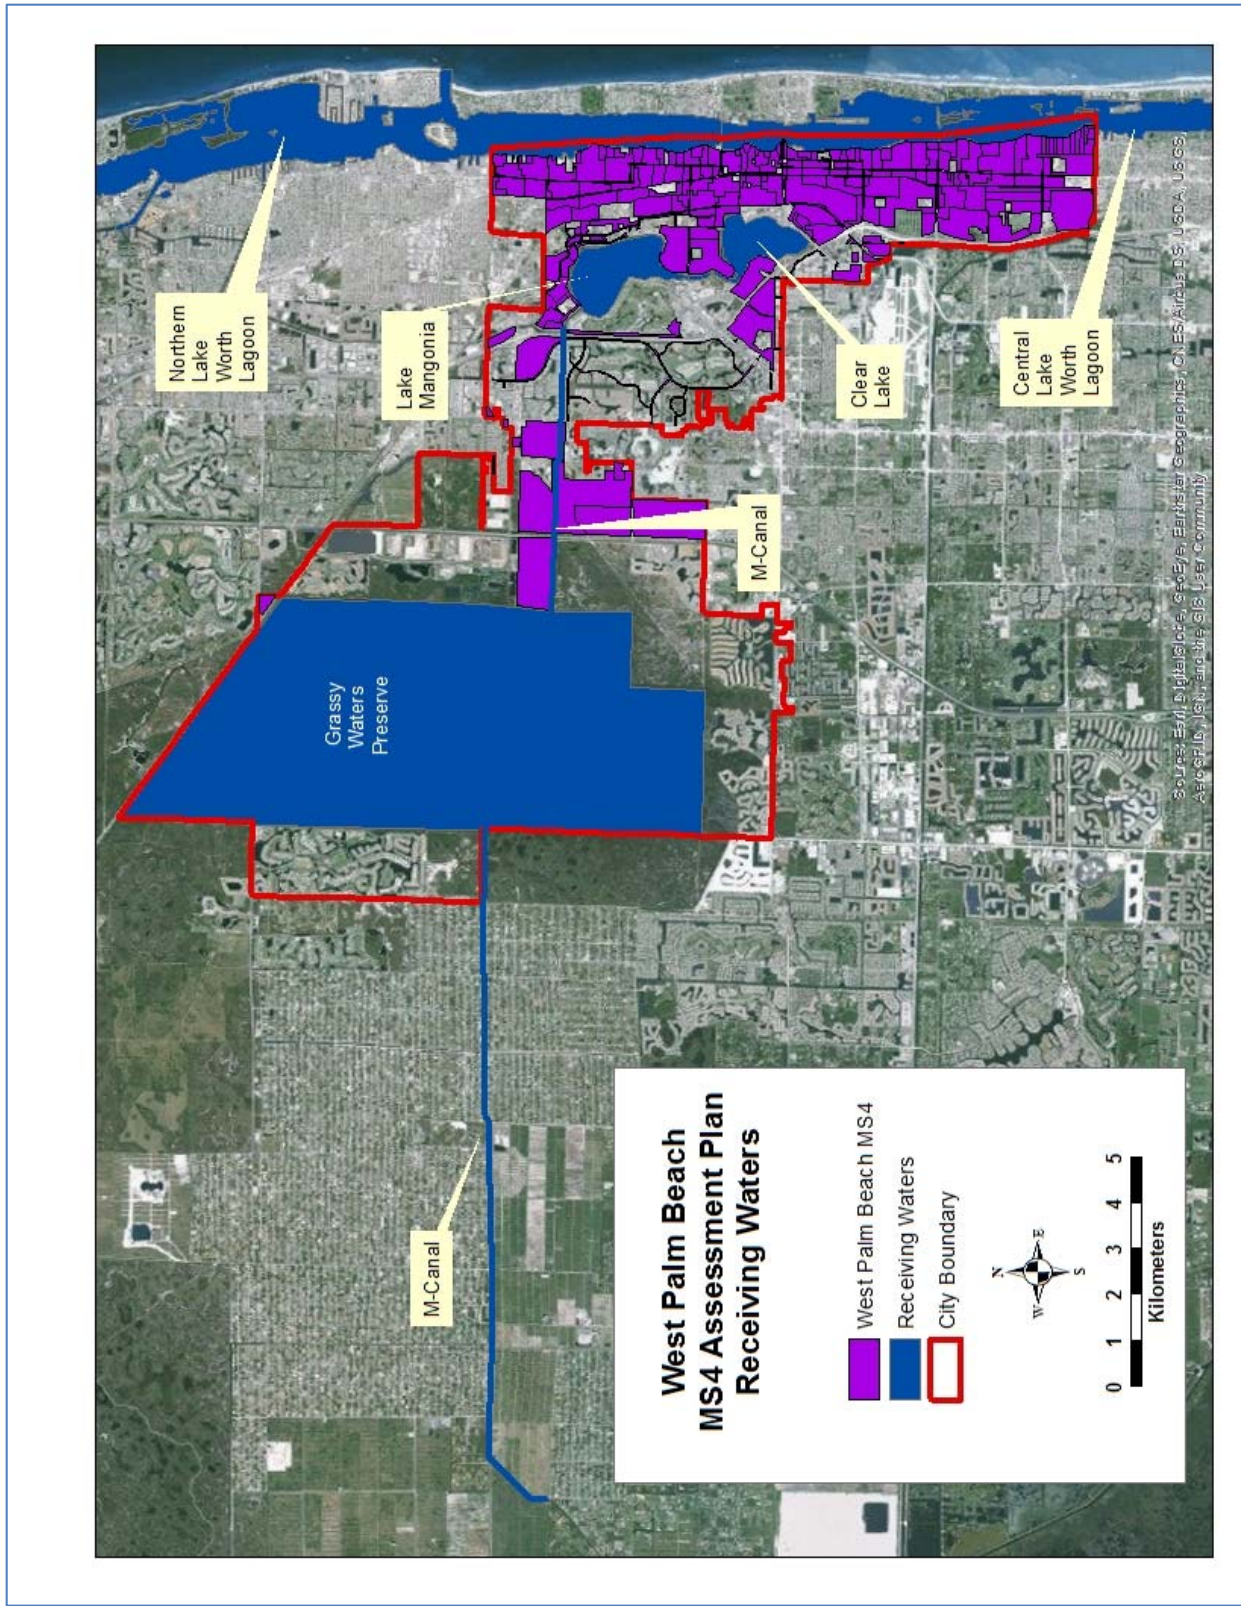 Northern
Lake
Worth
Lagoon
Lake
Mangonia
Grassy
Waters
Preserve
M-Canal
M-Canal
Clear
Lake
Central
Lake
Worth
Lagoon
West Palm Beach
MS4 Assessment Plan
Receiving Waters
West Palm Beach MS4
Receiving Waters
City Boundary
N
W E
S
0 1 2 3 4 5
Kilometers
Source: Esri, DigitalGlobe, GeoEye, Earthstar Geographics, CNES/Airbus DS, USDA, USGS,
AeroGRID, IGN, and the GIS User Community